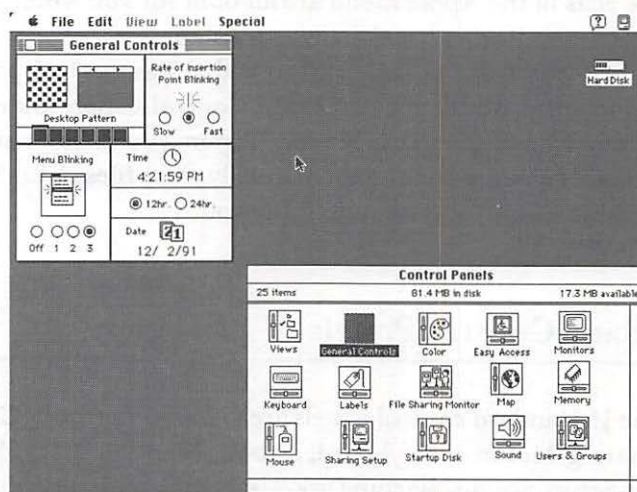 File Edit View Label Special
General Controls
Rate of Insertion
Point Blinking
Desktop Pattern
Slow Fast
Menu Blinking
Off 1 2 3
Time
4:21:59 PM
12hr. 24hr.
Date
12/ 2/91
Hard Disk
Control Panels
25 items 81.4 MB in disk 17.3 MB available
Views General Controls Color Easy Access Monitors
Keyboard Labels File Sharing Monitor Map Memory
Mouse Sharing Setup Startup Disk Sound Users & Groups